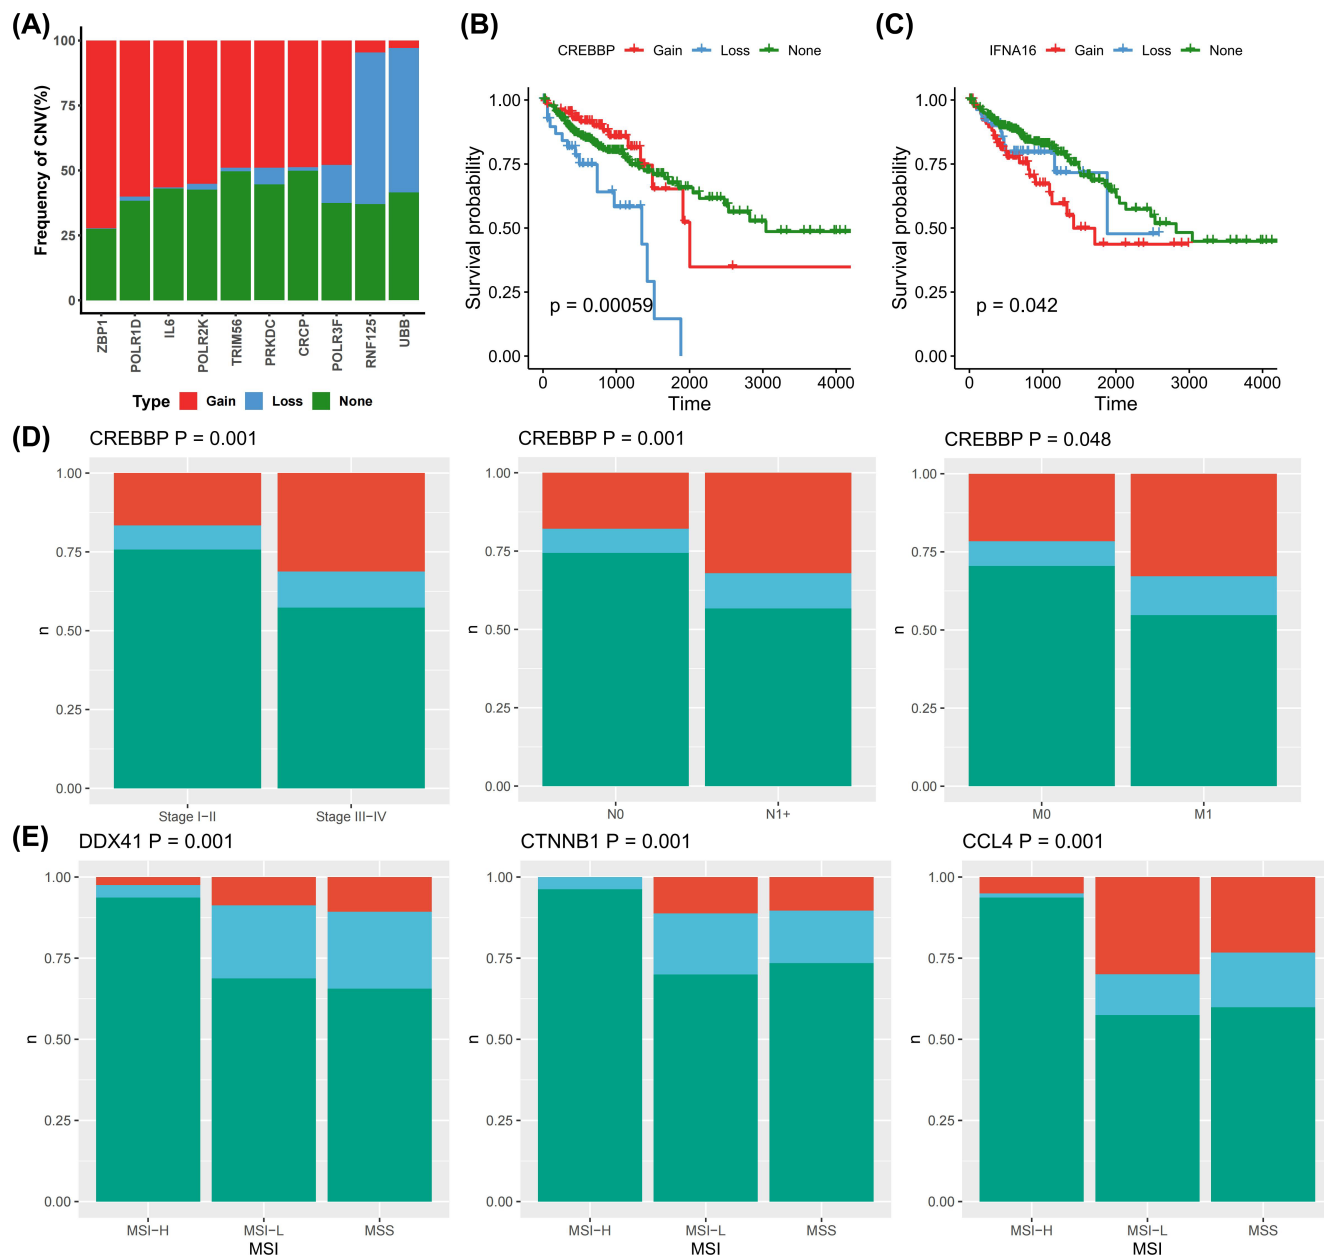 (A)
Frequency of CNV(%)
100
75
50
25
0
ZBP1
POLR1D
IL6
POLR2K
TRIM56
PRKDC
CRCP
POLR3F
RNF125
UBB
Type Gain Loss None
(B)
CREBBP Gain Loss None
Survival probability
1.00
0.75
0.50
0.25
0.00
p = 0.00059
0 1000 2000 3000 4000
Time
(C)
IFNA16 Gain Loss None
Survival probability
1.00
0.75
0.50
0.25
0.00
p = 0.042
0 1000 2000 3000 4000
Time
(D)
CREBBP P = 0.001
n
1.00
0.75
0.50
0.25
0.00
Stage I−II Stage III−IV
CREBBP P = 0.001
n
1.00
0.75
0.50
0.25
0.00
N0 N1+
CREBBP P = 0.048
n
1.00
0.75
0.50
0.25
0.00
M0 M1
(E)
DDX41 P = 0.001
n
1.00
0.75
0.50
0.25
0.00
MSI−H MSI−L MSS
MSI
CTNNB1 P = 0.001
n
1.00
0.75
0.50
0.25
0.00
MSI−H MSI−L MSS
MSI
CCL4 P = 0.001
n
1.00
0.75
0.50
0.25
0.00
MSI−H MSI−L MSS
MSI